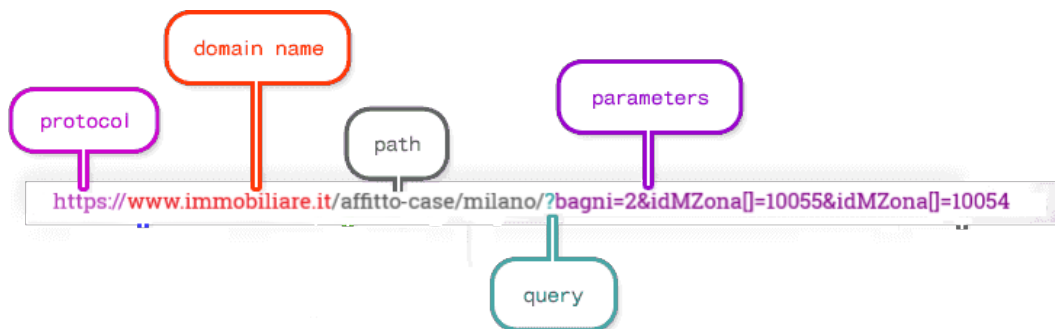 domain name
protocol
path
parameters
https://www.immobiliare.it/affitto-case/milano/?bagni=2&idMZona[]=10055&idMZona[]=10054
query